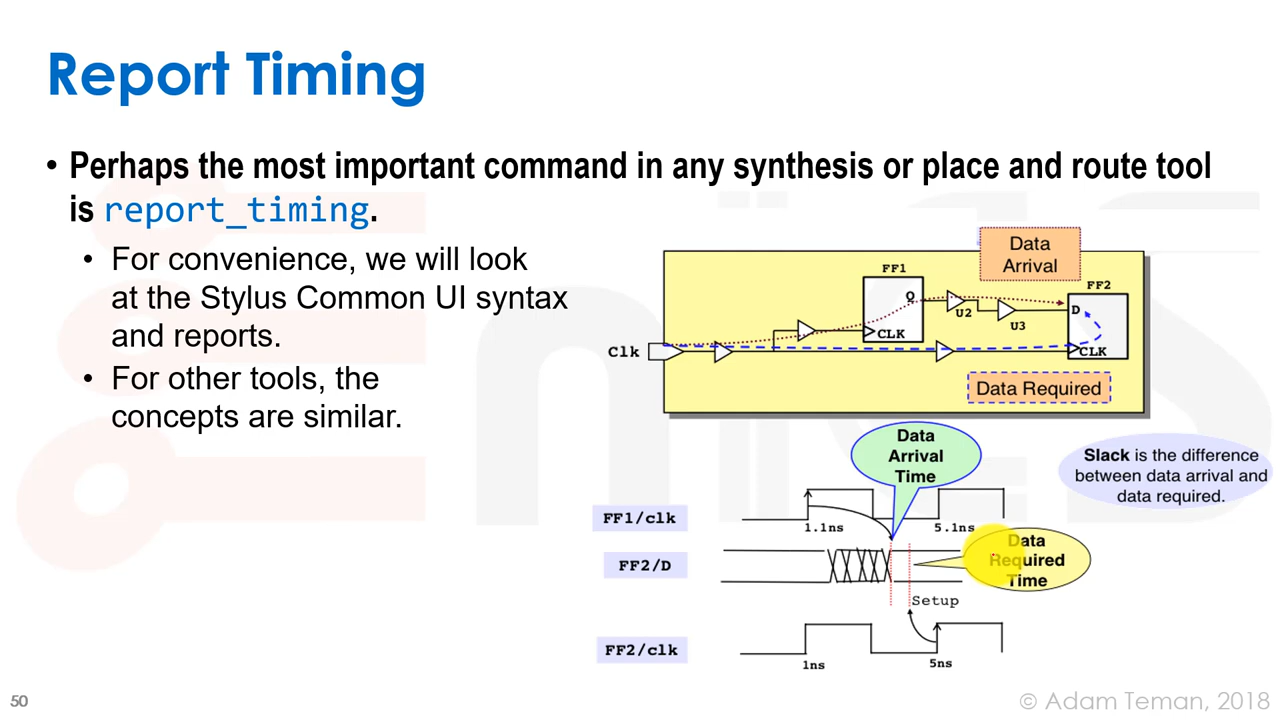 Report Timing
• Perhaps the most important command in any synthesis or place and route tool
is report_timing.
• For convenience, we will look
at the Stylus Common UI syntax
and reports.
• For other tools, the
concepts are similar.
Data
Arrival
FF1
FF2
Q
U2
D
U3
CLK
Clk
CLK
Data Required
Data
Arrival
Time
Slack is the difference
between data arrival and
data required.
FF1/clk
1.1ns
5.1ns
Data
Required
Time
FF2/D
Setup
FF2/clk
1ns
5ns
50
© Adam Teman, 2018